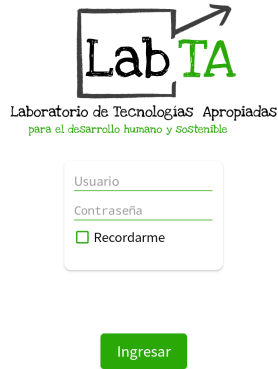 Lab TA
Laboratorio de Tecnologías Apropiadas
para el desarrollo humano y sostenible
Usuario
Contraseña
Recordarme
Ingresar